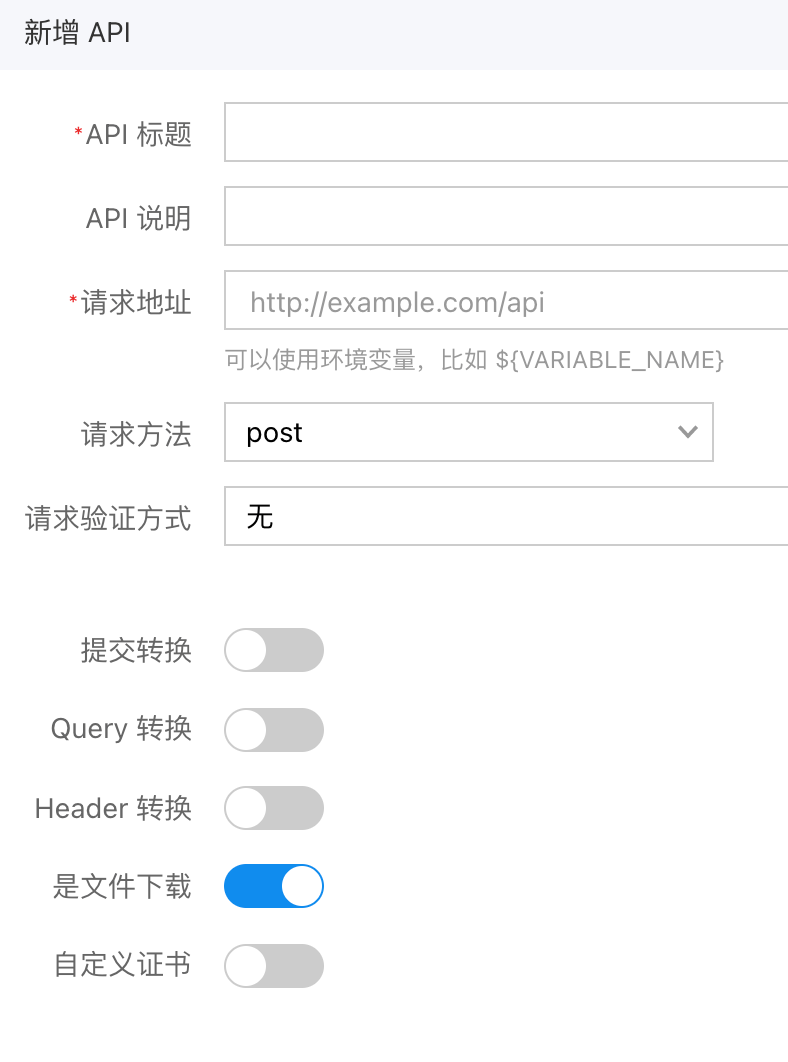 新增 API
*API 标题
API 说明
*请求地址
http://example.com/api
可以使用环境变量，比如 ${VARIABLE_NAME}
请求方法
post
请求验证方式
无
提交转换
Query 转换
Header 转换
是文件下载
自定义证书